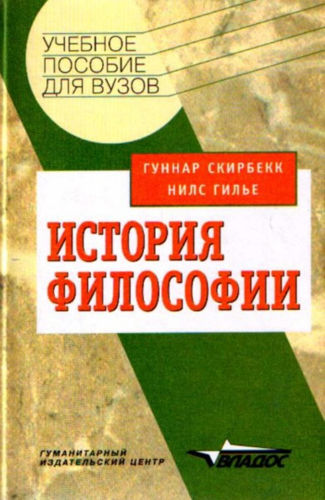 УЧЕБНОЕ
ПОСОБИЕ
ДЛЯ ВУЗОВ
ГУННАР СКИРБЕКК
НИЛС ГИЛЬЕ
ИСТОРИЯ
ФИЛОСОФИИ
ГУМАНИТАРНЫЙ
ИЗДАТЕЛЬСКИЙ ЦЕНТР
ВЛАДОС